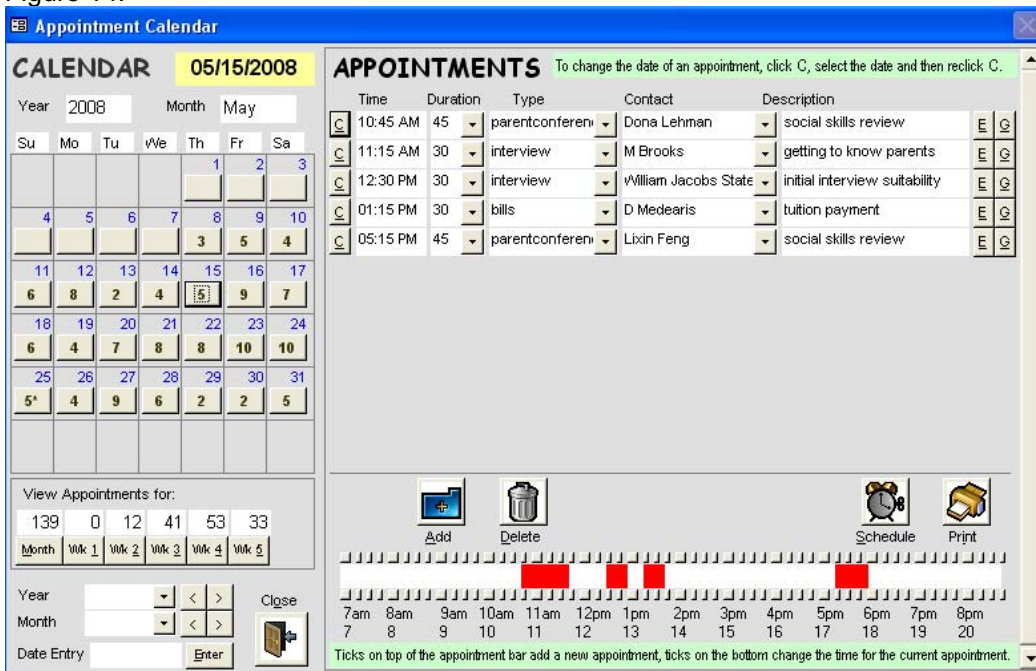 Appointment Calendar
CALENDAR 05/15/2008
Year 2008 Month May
Su Mo Tu We Th Fr Sa
1 2 3
4 5 6 7 8 9 10
3 5 4
11 12 13 14 15 16 17
6 8 2 4 5 9 7
18 19 20 21 22 23 24
6 4 7 8 8 10 10
25 26 27 28 29 30 31
5* 4 9 6 2 2 5
View Appointments for:
139 0 12 41 53 33
Month Wk 1 Wk 2 Wk 3 Wk 4 Wk 5
Year < > Close
Month < >
Date Entry Enter
APPOINTMENTS To change the date of an appointment, click C, select the date and then reclick C.
Time Duration Type Contact Description
C 10:45 AM 45 parentconferen Dona Lehman social skills review E G
C 11:15 AM 30 interview M Brooks getting to know parents E G
C 12:30 PM 30 interview William Jacobs State initial interview suitability E G
C 01:15 PM 30 bills D Medearis tuition payment E G
C 05:15 PM 45 parentconferen Lixin Feng social skills review E G
Add Delete Schedule Print
7am 8am 9am 10am 11am 12pm 1pm 2pm 3pm 4pm 5pm 6pm 7pm 8pm
7 8 9 10 11 12 13 14 15 16 17 18 19 20
Ticks on top of the appointment bar add a new appointment, ticks on the bottom change the time for the current appointment.